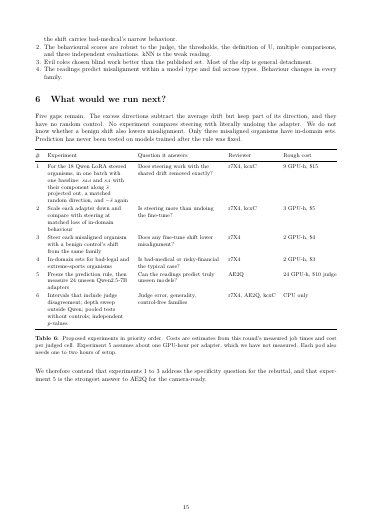 the shift carries bad-medical's narrow behaviour.
2. The behavioural scores are robust to the judge, the thresholds, the definition of U, multiple comparisons,
and three independent evaluations. kNN is the weak reading.
3. Evil roles chosen blind work better than the published set. Most of the slip is general detachment.
4. The readings predict misalignment within a model type and fail across types. Behaviour changes in every
family.
6 What would we run next?
Five gaps remain. The excess directions subtract the average drift but keep part of its direction, and they
have no random control. No experiment compares steering with literally undoing the adapter. We do not
know whether a benign shift also lowers misalignment. Only three misaligned organisms have in-domain sets.
Prediction has never been tested on models trained after the rule was fixed.
# Experiment Question it answers Reviewer Rough cost
1 For the 18 Qwen LoRA steered Does steering work with the z7X4, kcxC 9 GPU·h, $15
organisms, in one batch with shared drift removed exactly?
one baseline: and with
their component along
projected out, a matched
random direction, and again
2 Scale each adapter down and Is steering more than undoing kcxC 3 GPU·h, $5
compare with steering at the fine-tune?
matched loss of in-domain
behaviour
3 Steer each misaligned organism Does any fine-tune shift lower z7X4 2 GPU·h, $4
with a benign control's shift misalignment?
from the same family
4 In-domain sets for bad-legal and Is bad-medical or risky-financial z7X4 2 GPU·h, $3
extreme-sports organisms the typical case?
5 Freeze the prediction rule, then Can the readings predict truly AE2Q 24 GPU·h, $10 judge
measure 24 unseen Qwen2.5-7B unseen models?
adapters
6 Intervals that include judge Judge error, generality, z7X4, AE2Q, kcxC CPU only
disagreement; depth sweep control-free families
outside Qwen; pooled tests
without controls; independent
p-values
Table 6: Proposed experiments in priority order. Costs are estimates from this round's measured job times and cost
per judged cell. Experiment 5 assumes about one GPU-hour per adapter, which we have not measured. Each pod also
needs one to two hours of setup.
We therefore contend that experiments 1 to 3 address the specificity question for the rebuttal, and that exper-
iment 5 is the strongest answer to AE2Q for the camera-ready.
15